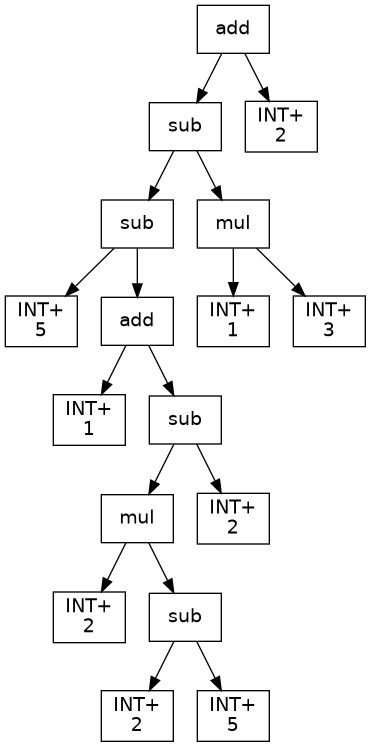 add
sub
INT+
2
sub
mul
INT+
5
add
INT+
1
INT+
3
INT+
1
sub
mul
INT+
2
INT+
2
sub
INT+
2
INT+
5